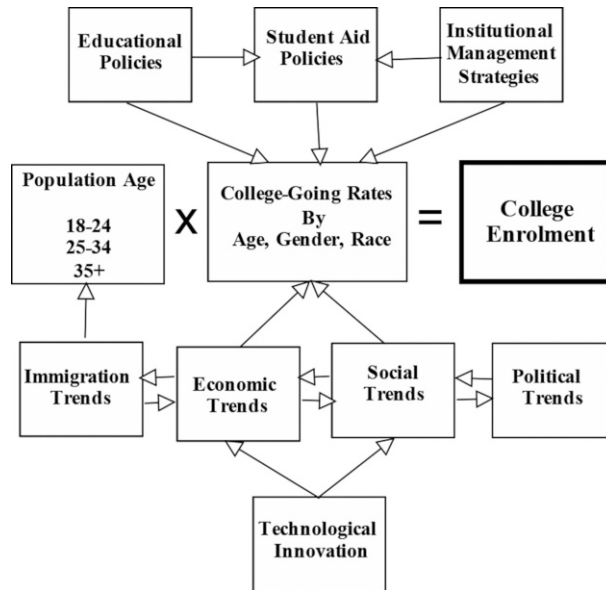 Educational
Policies
Student Aid
Policies
Institutional
Management
Strategies
Population Age
18-24
25-34
35+
X
College-Going Rates
By
Age, Gender, Race
=
College
Enrolment
Immigration
Trends
Economic
Trends
Social
Trends
Political
Trends
Technological
Innovation